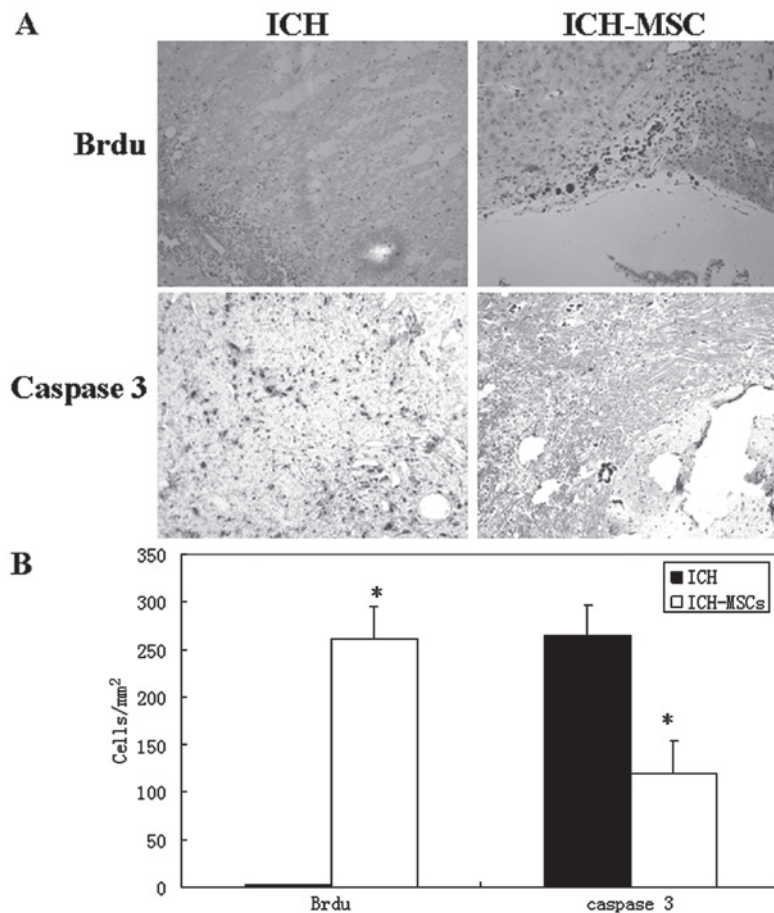 A
ICH
ICH-MSC
Brdu
Caspase 3
B
350
300
250
200
150
100
50
0
Cells/mm²
*
*
ICH
ICH-MSCs
Brdu
caspase 3